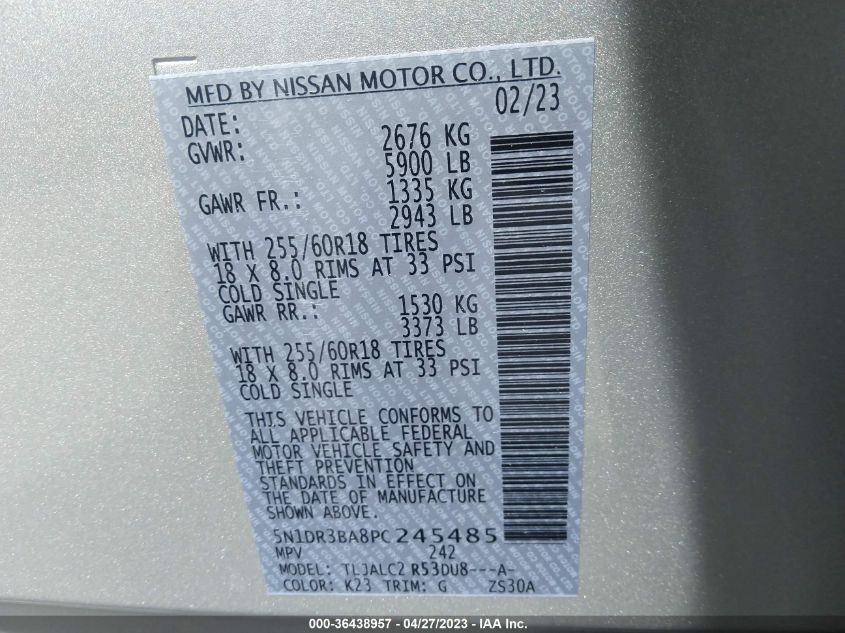 MFD BY NISSAN MOTOR CO., LTD.
DATE: 02/23
GVWR: 2676 KG
5900 LB
GAWR FR.: 1335 KG
2943 LB
WITH 255/60R18 TIRES
18 X 8.0 RIMS AT 33 PSI
COLD SINGLE
GAWR RR.: 1530 KG
3373 LB
WITH 255/60R18 TIRES
18 X 8.0 RIMS AT 33 PSI
COLD SINGLE
THIS VEHICLE CONFORMS TO
ALL APPLICABLE FEDERAL
MOTOR VEHICLE SAFETY AND
THEFT PREVENTION
STANDARDS IN EFFECT ON
THE DATE OF MANUFACTURE
SHOWN ABOVE.
5N1DR3BA8PC245485
MPV 242
MODEL: TLJALC2 R53DU8---A-
COLOR: K23 TRIM: G ZS30A
000-36438957 - 04/27/2023 - IAA Inc.